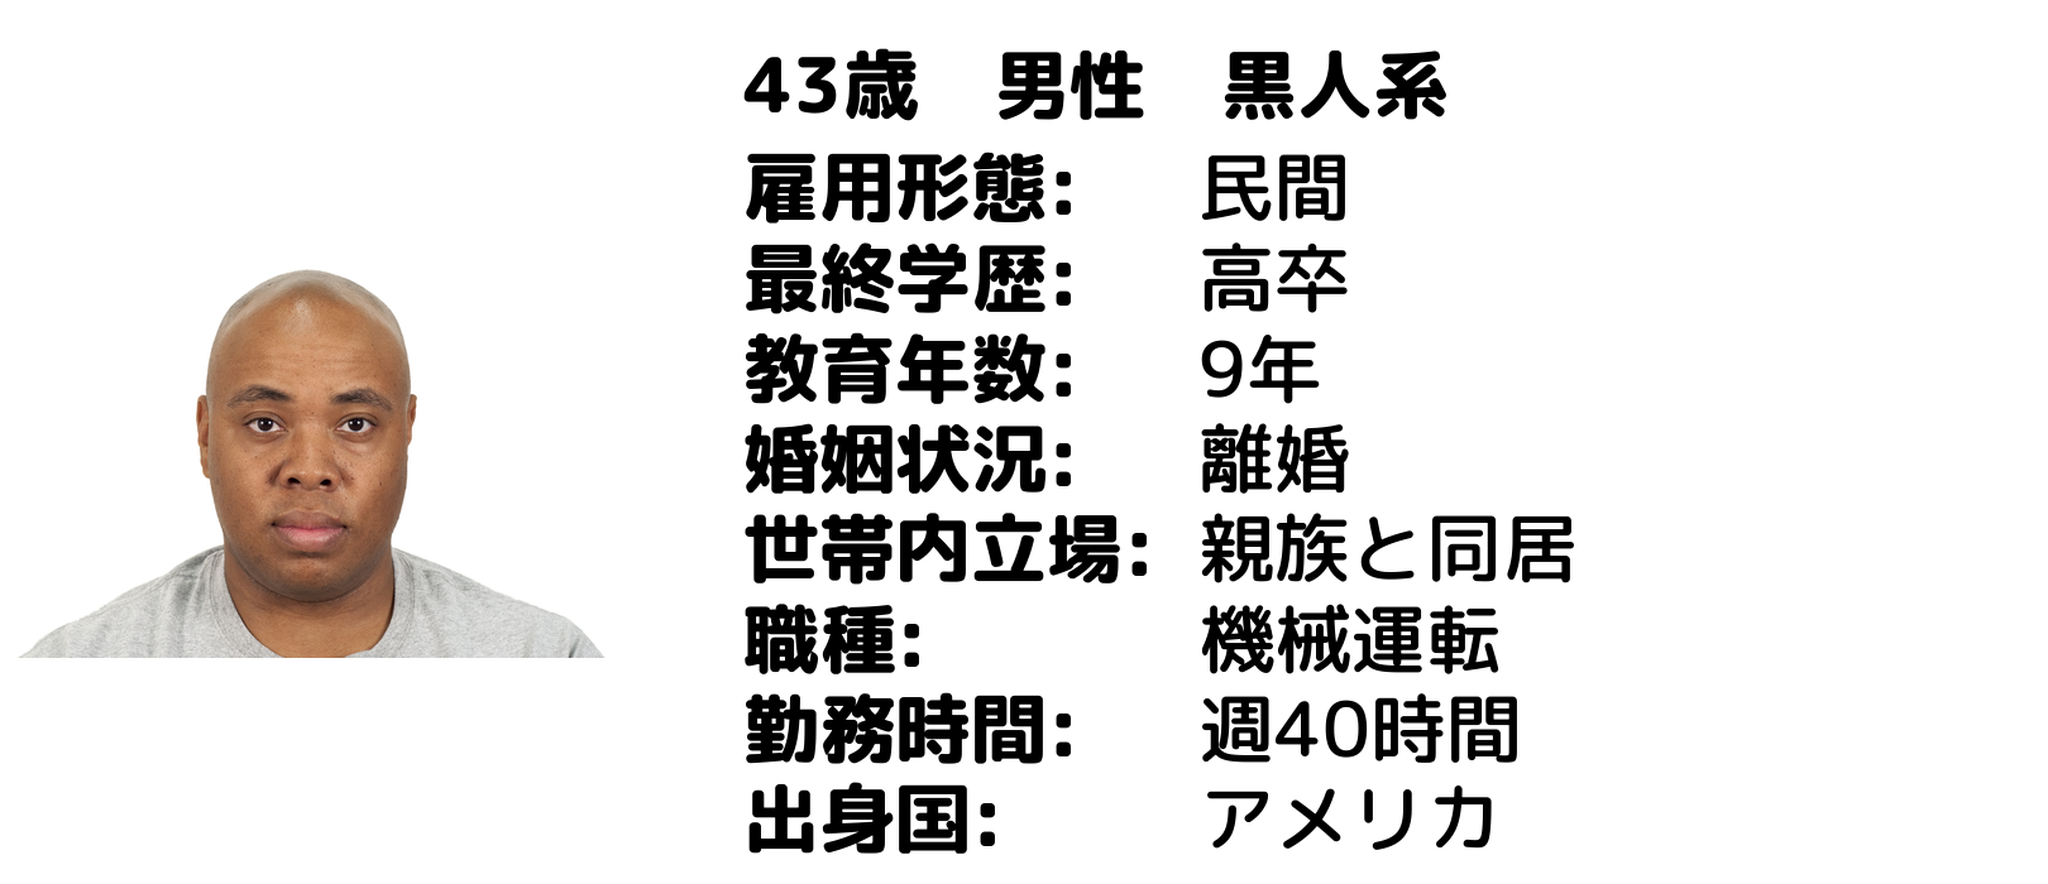 43歳　男性　黒人系
雇用形態:　民間
最終学歴:　高卒
教育年数:　9年
婚姻状況:　離婚
世帯内立場:　親族と同居
職種:　機械運転
勤務時間:　週40時間
出身国:　アメリカ